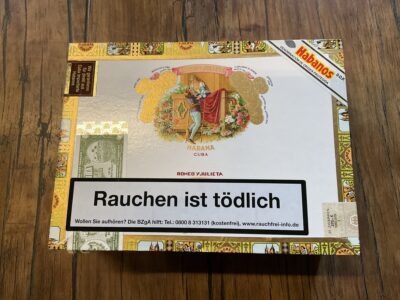 Habanos
HABANA
CUBA
ROMEO Y JULIETA
Rauchen ist tödlich
Wollen Sie aufhören? Die BZgA hilft: Tel.: 0800 8 313131 (kostenfrei), www.rauchfrei-info.de